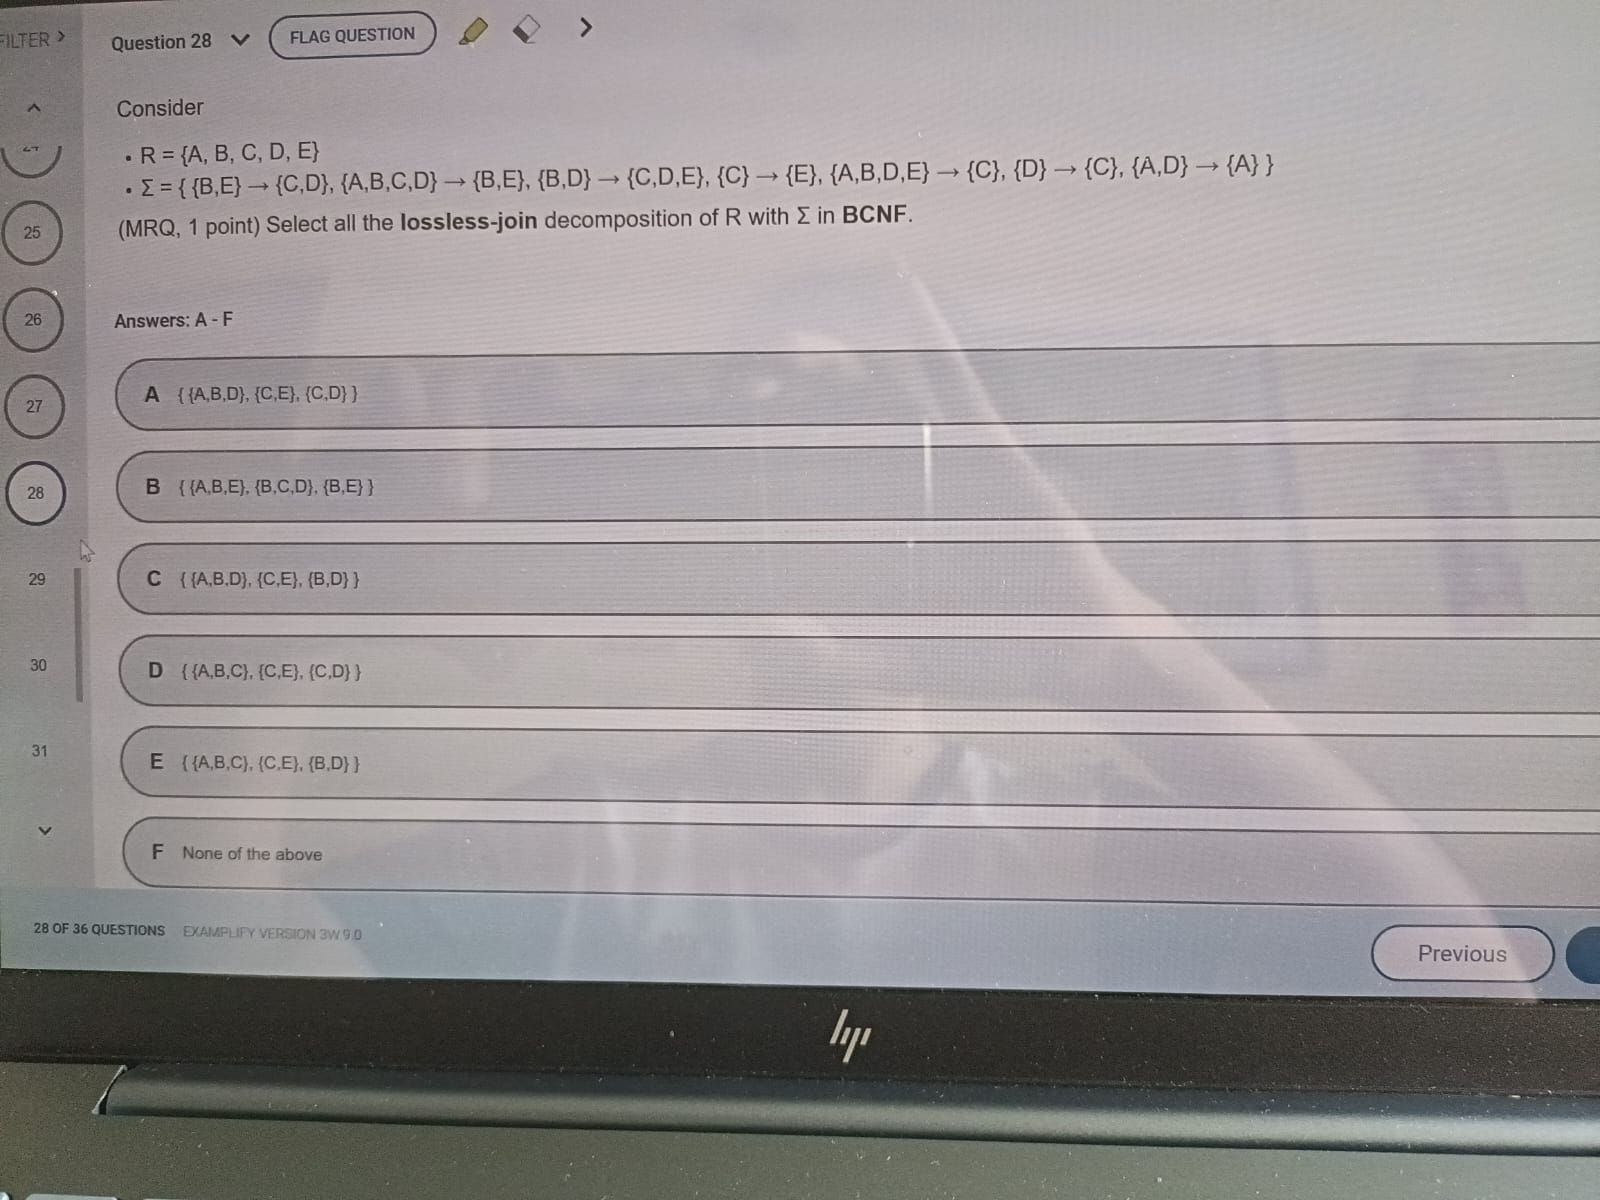 FILTER >
Question 28
FLAG QUESTION
Consider
• R = {A, B, C, D, E}
• Σ = { {B,E} → {C,D}, {A,B,C,D} → {B,E}, {B,D} → {C,D,E}, {C} → {E}, {A,B,D,E} → {C}, {D} → {C}, {A,D} → {A} }
(MRQ, 1 point) Select all the lossless-join decomposition of R with Σ in BCNF.
25
26
27
28
29
30
31
Answers: A - F
A { {A,B,D}, {C,E}, {C,D} }
B { {A,B,E}, {B,C,D}, {B,E} }
C { {A,B,D}, {C,E}, {B,D} }
D { {A,B,C}, {C,E}, {C,D} }
E { {A,B,C}, {C,E}, {B,D} }
F None of the above
28 OF 36 QUESTIONS EXAMPLIFY VERSION 3W.9.0
Previous
hp